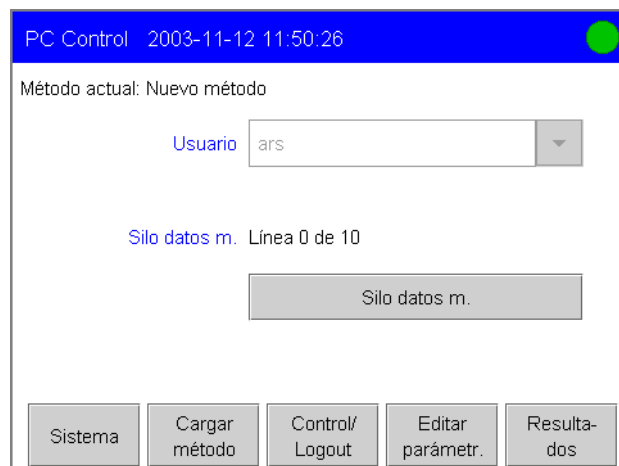 PC Control 2003-11-12 11:50:26
Método actual: Nuevo método
Usuario ars
Silo datos m. Línea 0 de 10
Silo datos m.
Sistema
Cargar
método
Control/
Logout
Editar
parámetr.
Resulta-
dos